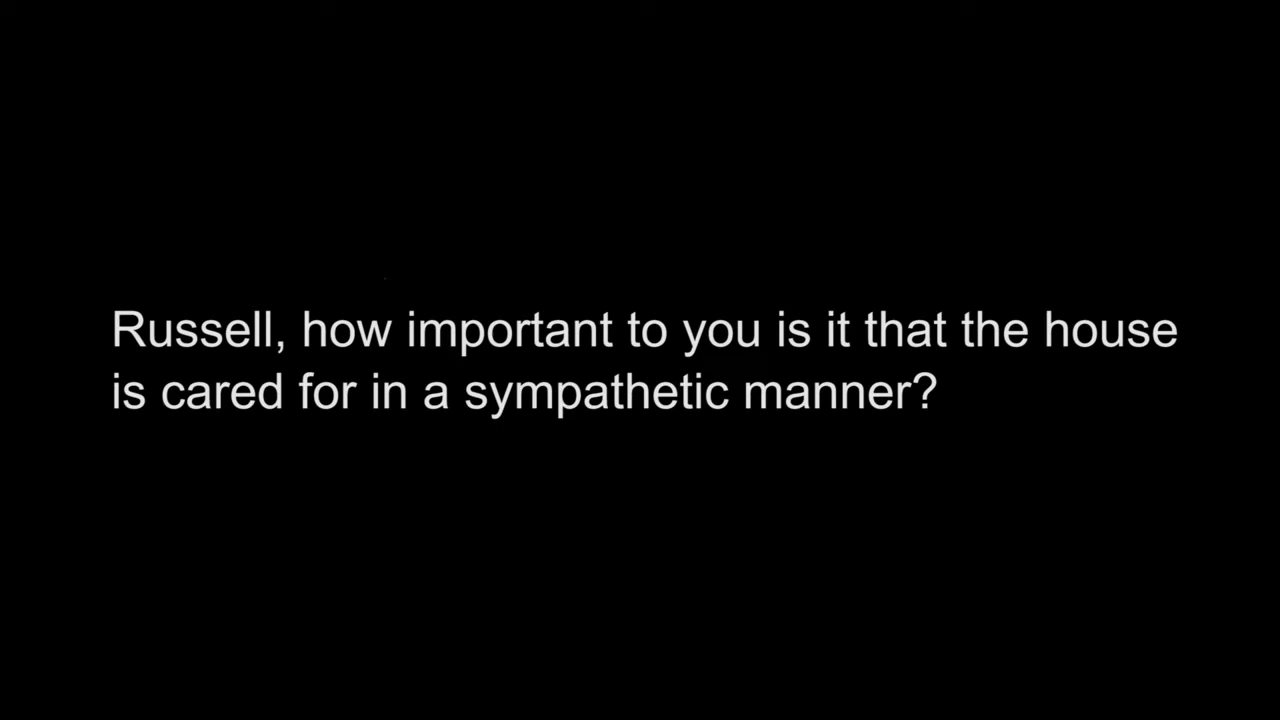 Russell, how important to you is it that the house
is cared for in a sympathetic manner?